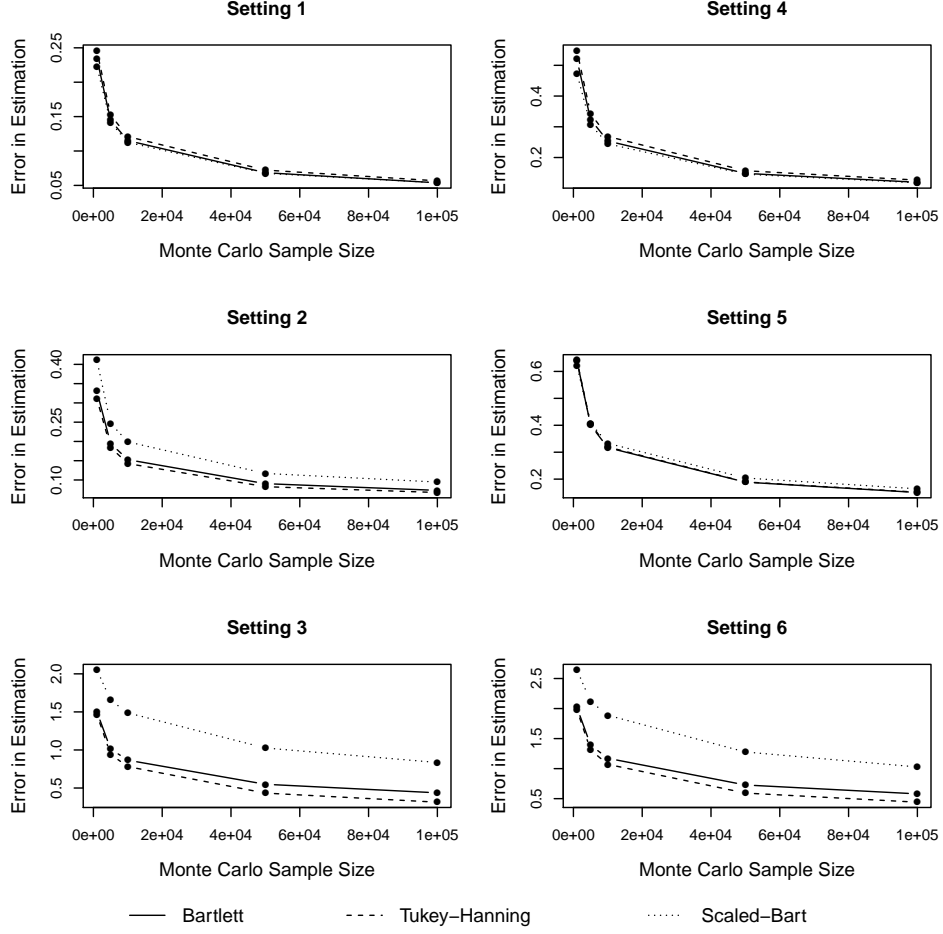 Setting 1
Error in Estimation
0.25
0.15
0.05
0e+00 2e+04 4e+04 6e+04 8e+04 1e+05
Monte Carlo Sample Size
Setting 4
Error in Estimation
0.4
0.2
0e+00 2e+04 4e+04 6e+04 8e+04 1e+05
Monte Carlo Sample Size
Setting 2
Error in Estimation
0.40
0.25
0.10
0e+00 2e+04 4e+04 6e+04 8e+04 1e+05
Monte Carlo Sample Size
Setting 5
Error in Estimation
0.6
0.4
0.2
0e+00 2e+04 4e+04 6e+04 8e+04 1e+05
Monte Carlo Sample Size
Setting 3
Error in Estimation
2.0
1.5
1.0
0.5
0e+00 2e+04 4e+04 6e+04 8e+04 1e+05
Monte Carlo Sample Size
Setting 6
Error in Estimation
2.5
1.5
0.5
0e+00 2e+04 4e+04 6e+04 8e+04 1e+05
Monte Carlo Sample Size
Bartlett Tukey−Hanning Scaled−Bart